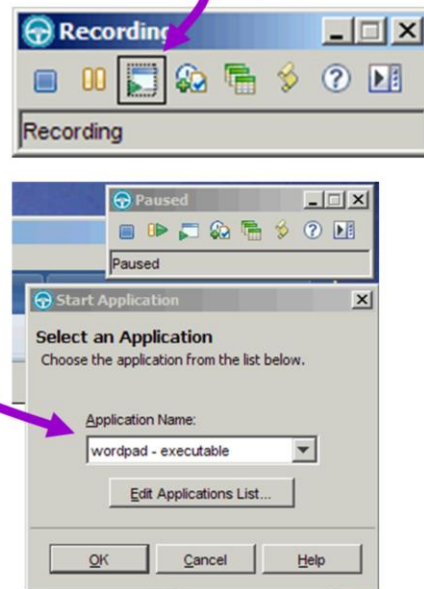 Recording
Recording
Paused
Paused
Start Application
Select an Application
Choose the application from the list below.
Application Name:
wordpad - executable
Edit Applications List...
OK Cancel Help